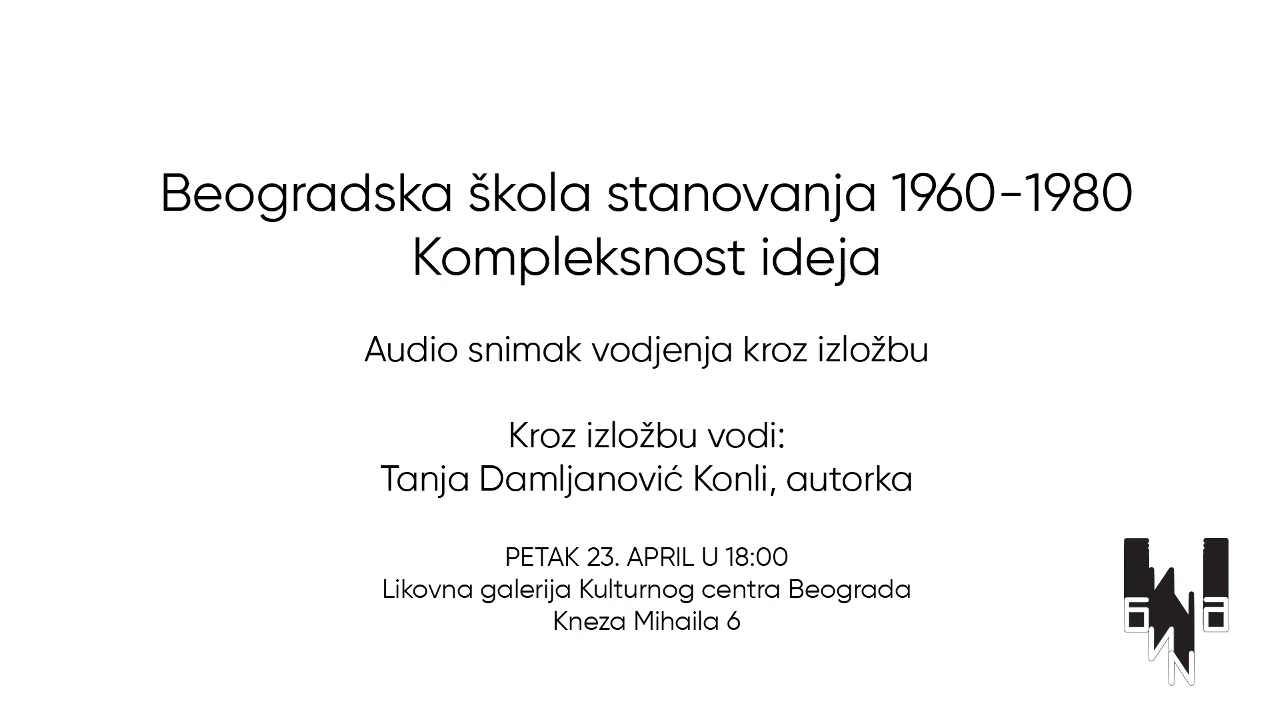 Beogradska škola stanovanja 1960-1980
Kompleksnost ideja
Audio snimak vodjenja kroz izložbu
Kroz izložbu vodi:
Tanja Damljanović Konli, autorka
PETAK 23. APRIL U 18:00
Likovna galerija Kulturnog centra Beograda
Kneza Mihaila 6